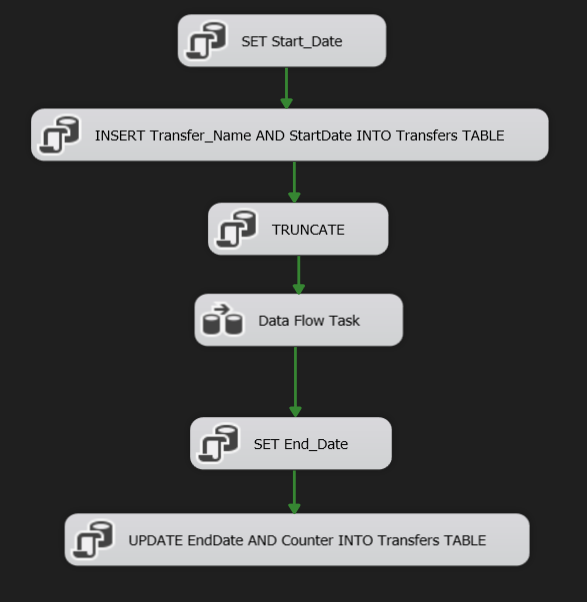 SET Start_Date
INSERT Transfer_Name AND StartDate INTO Transfers TABLE
TRUNCATE
Data Flow Task
SET End_Date
UPDATE EndDate AND Counter INTO Transfers TABLE